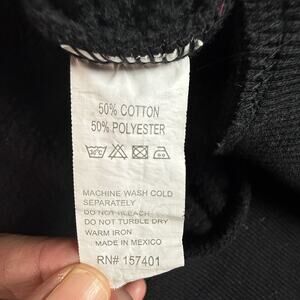 50% COTTON
50% POLYESTER
MACHINE WASH COLD
SEPARATELY
DO NOT BLEACH
DO NOT TURBLE DRY
WARM IRON
MADE IN MEXICO
RN# 157401